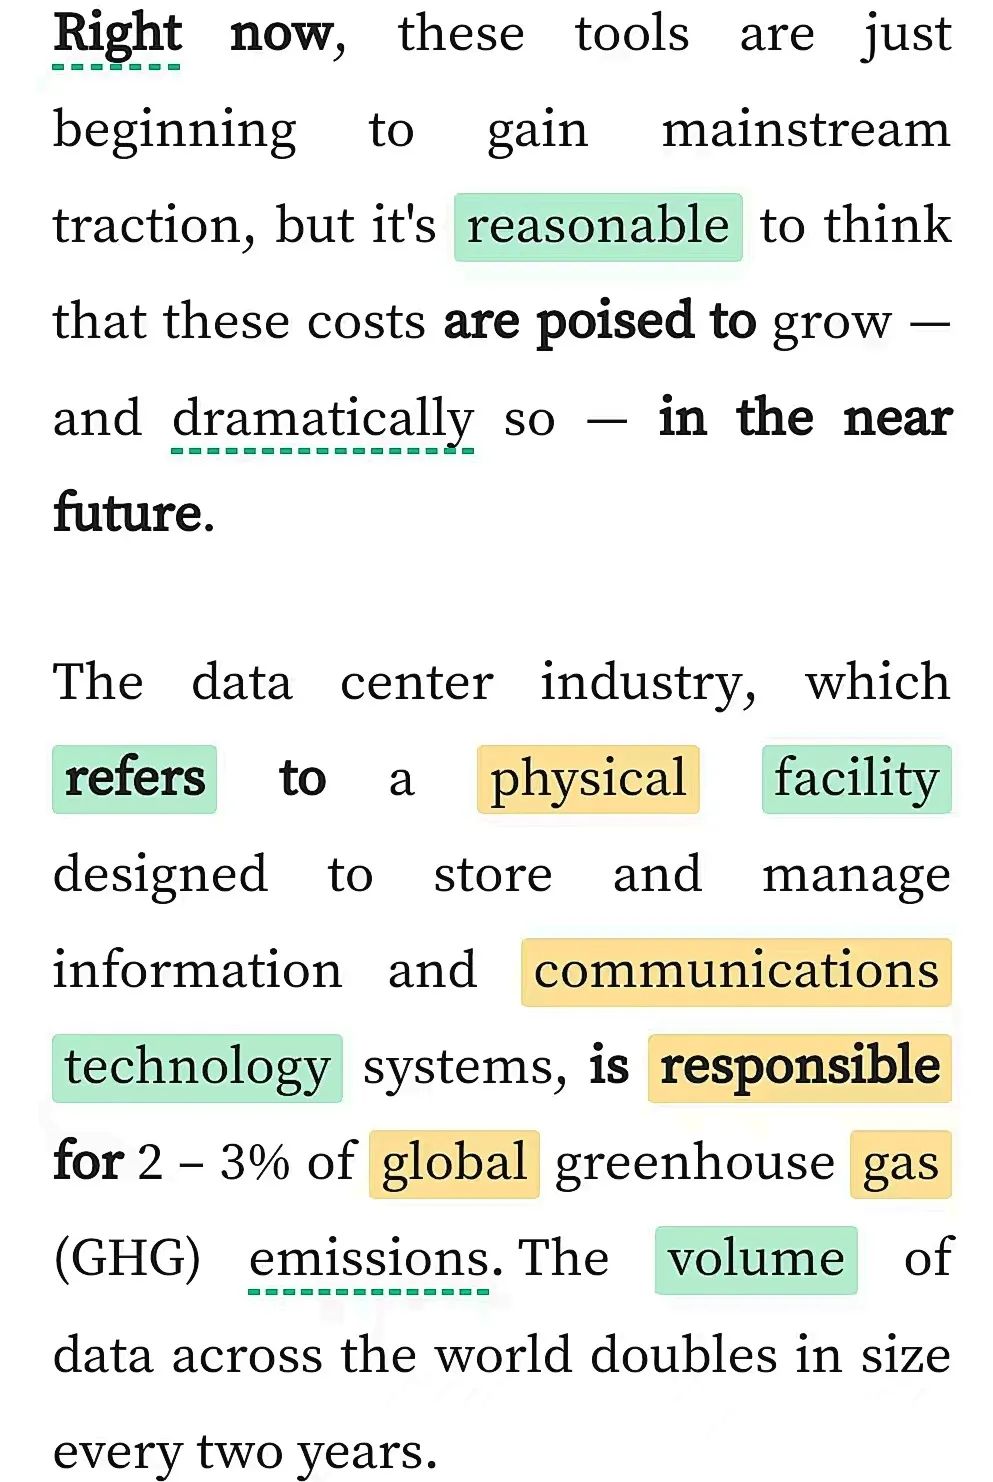 Right now, these tools are just
beginning to gain mainstream
traction, but it's reasonable to think
that these costs are poised to grow —
and dramatically so — in the near
future.
The data center industry, which
refers to a physical facility
designed to store and manage
information and communications
technology systems, is responsible
for 2 – 3% of global greenhouse gas
(GHG) emissions. The volume of
data across the world doubles in size
every two years.